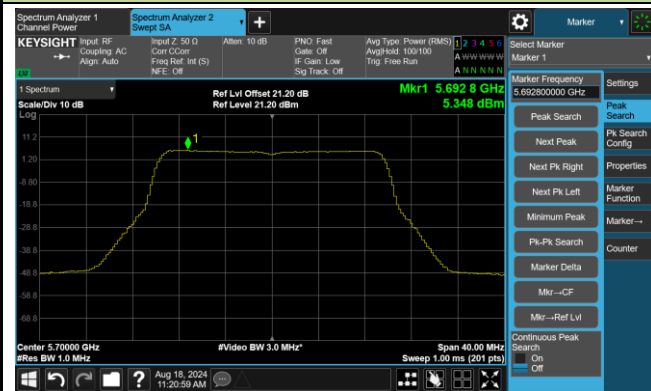 Spectrum Analyzer 1
Channel Power
Spectrum Analyzer 2
Swept SA
Marker
KEYSIGHT
Input: RF
Coupling: AC
Align: Auto
Input Z: 50 Ω
Corr CCorr
Freq Ref: Int (S)
NFE: Off
Atten: 10 dB
PNO: Fast
Gate: Off
IF Gain: Low
Sig Track: Off
Avg Type: Power (RMS)
Avg|Hold: 100/100
Trig: Free Run
1 2 3 4 5 6
A W W W W W
A N N N N N
Select Marker
Marker 1
LXI
1 Spectrum
Scale/Div 10 dB
Log
Ref Lvl Offset 21.20 dB
Ref Level 21.20 dBm
Mkr1 5.692 8 GHz
5.348 dBm
1
11.2
1.20
-8.80
-18.8
-28.8
-38.8
-48.8
-58.8
-68.8
Center 5.70000 GHz
#Res BW 1.0 MHz
#Video BW 3.0 MHz*
Span 40.00 MHz
Sweep 1.00 ms (201 pts)
Marker Frequency
5.692800000 GHz
Peak Search
Next Peak
Next Pk Right
Next Pk Left
Minimum Peak
Pk-Pk Search
Marker Delta
Mkr→CF
Mkr→Ref Lvl
Continuous Peak
Search
On
Off
Settings
Peak
Search
Pk Search
Config
Properties
Marker
Function
Marker→
Counter
?
Aug 18, 2024
11:20:59 AM